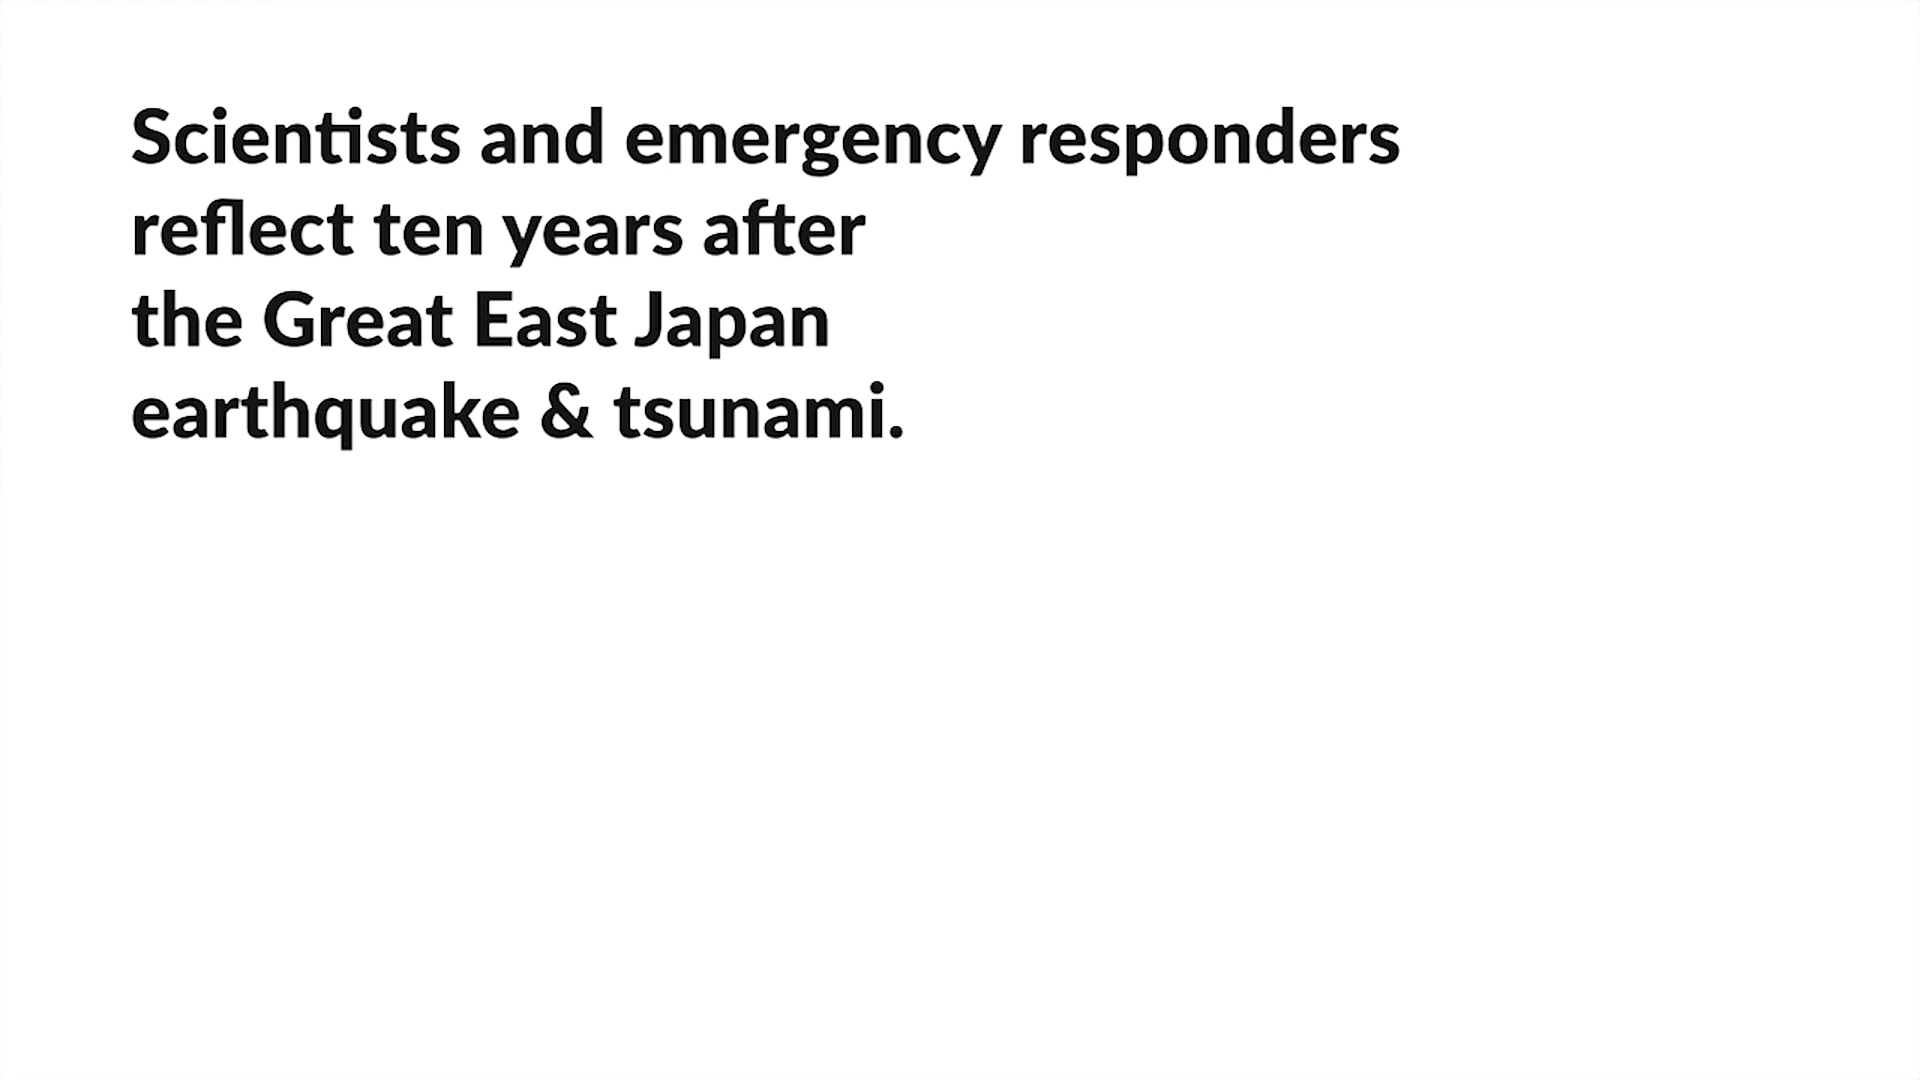 Scientists and emergency responders
reflect ten years after
the Great East Japan
earthquake & tsunami.